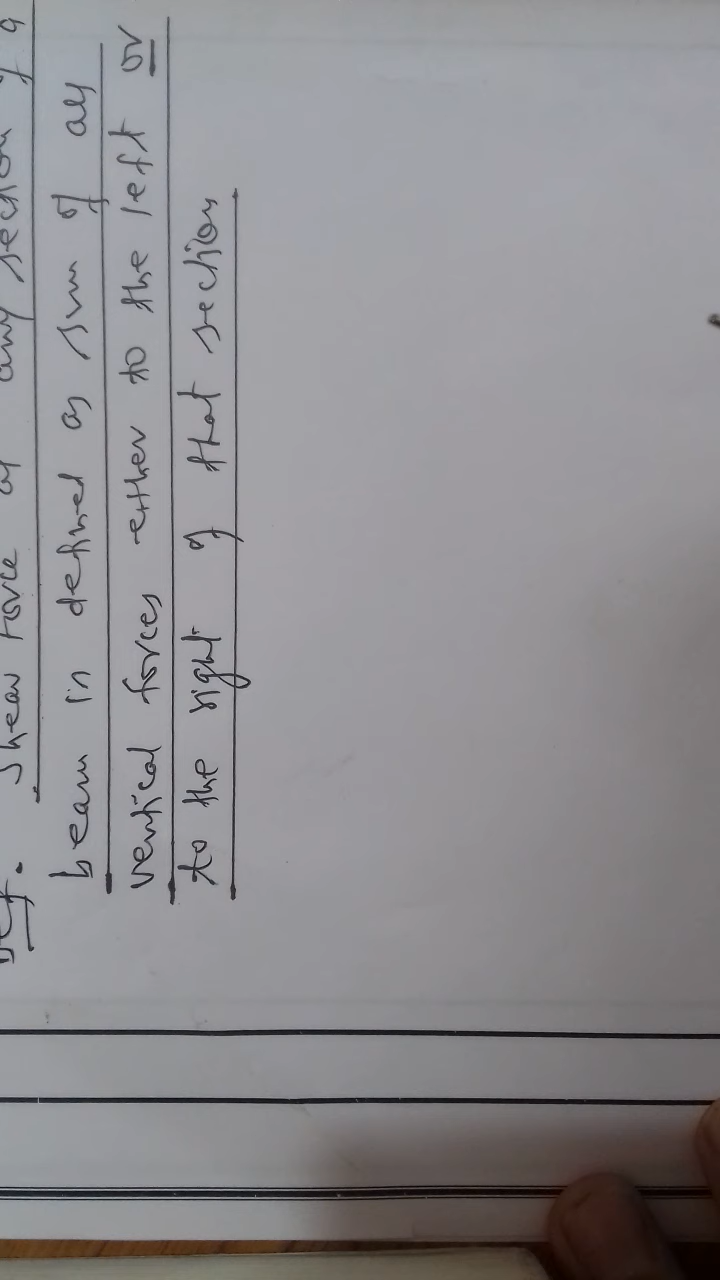 Def. Shear Force at any section of a
beam is defined as sum of all
vertical forces either to the left or
to the right of that section